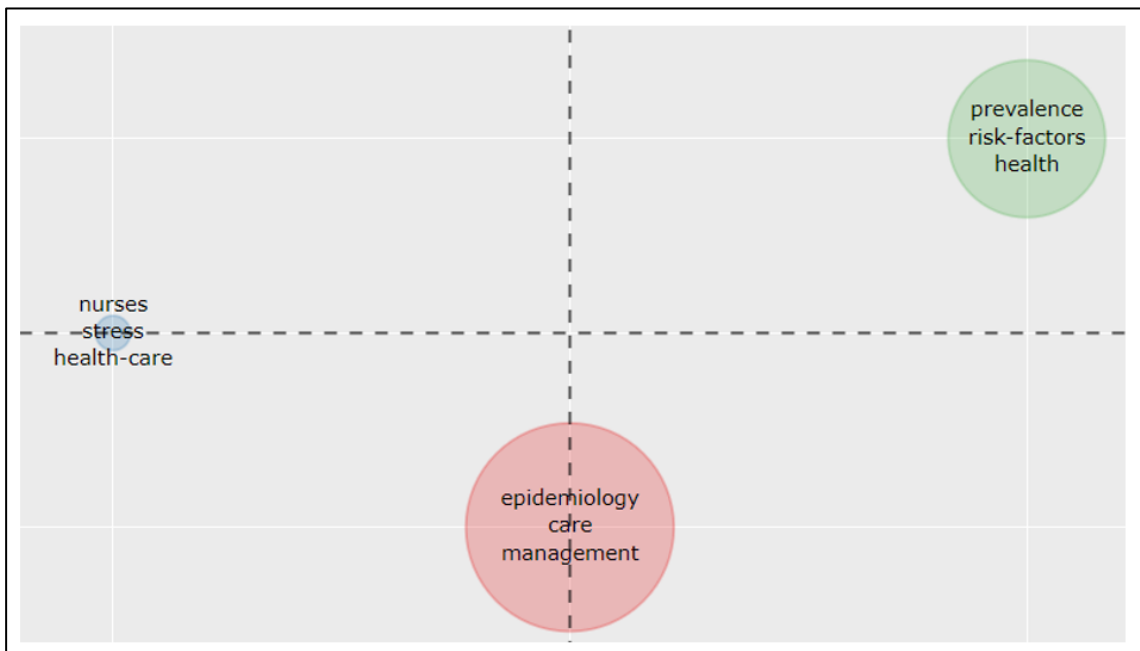 prevalence
risk-factors
health
nurses
stress
health-care
epidemiology
care
management